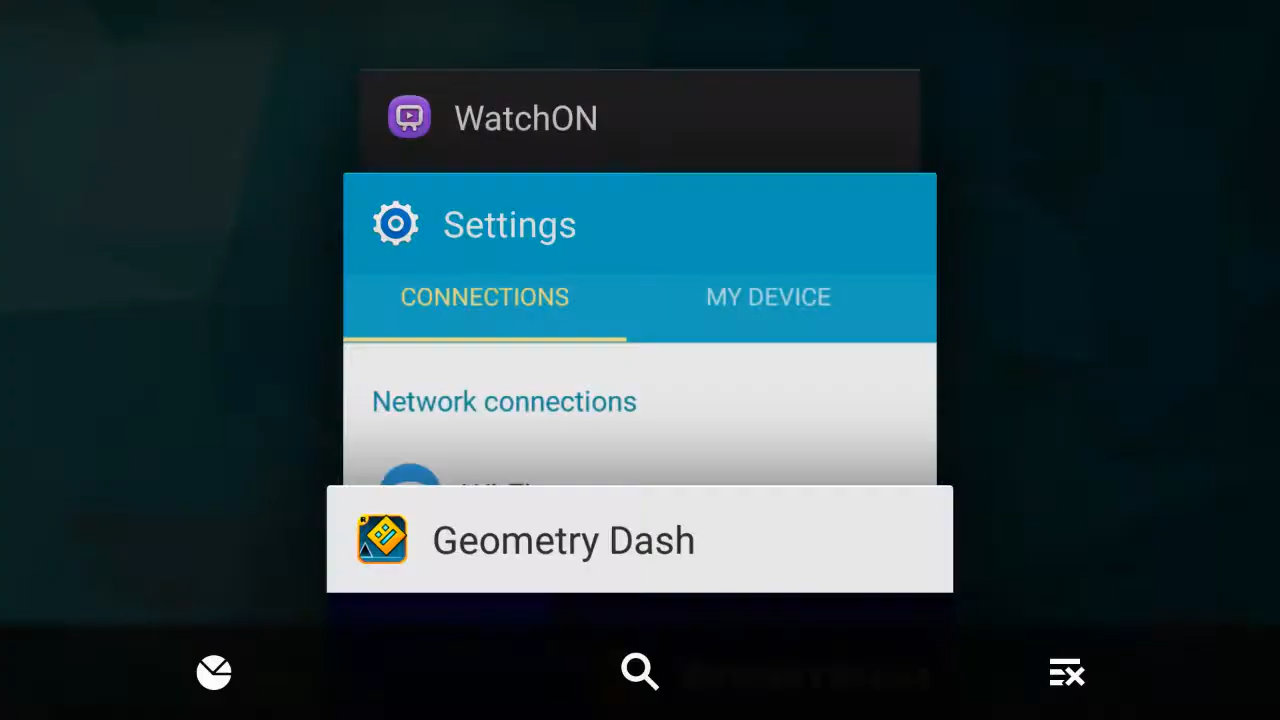 WatchON
Settings
CONNECTIONS
MY DEVICE
Network connections
Geometry Dash